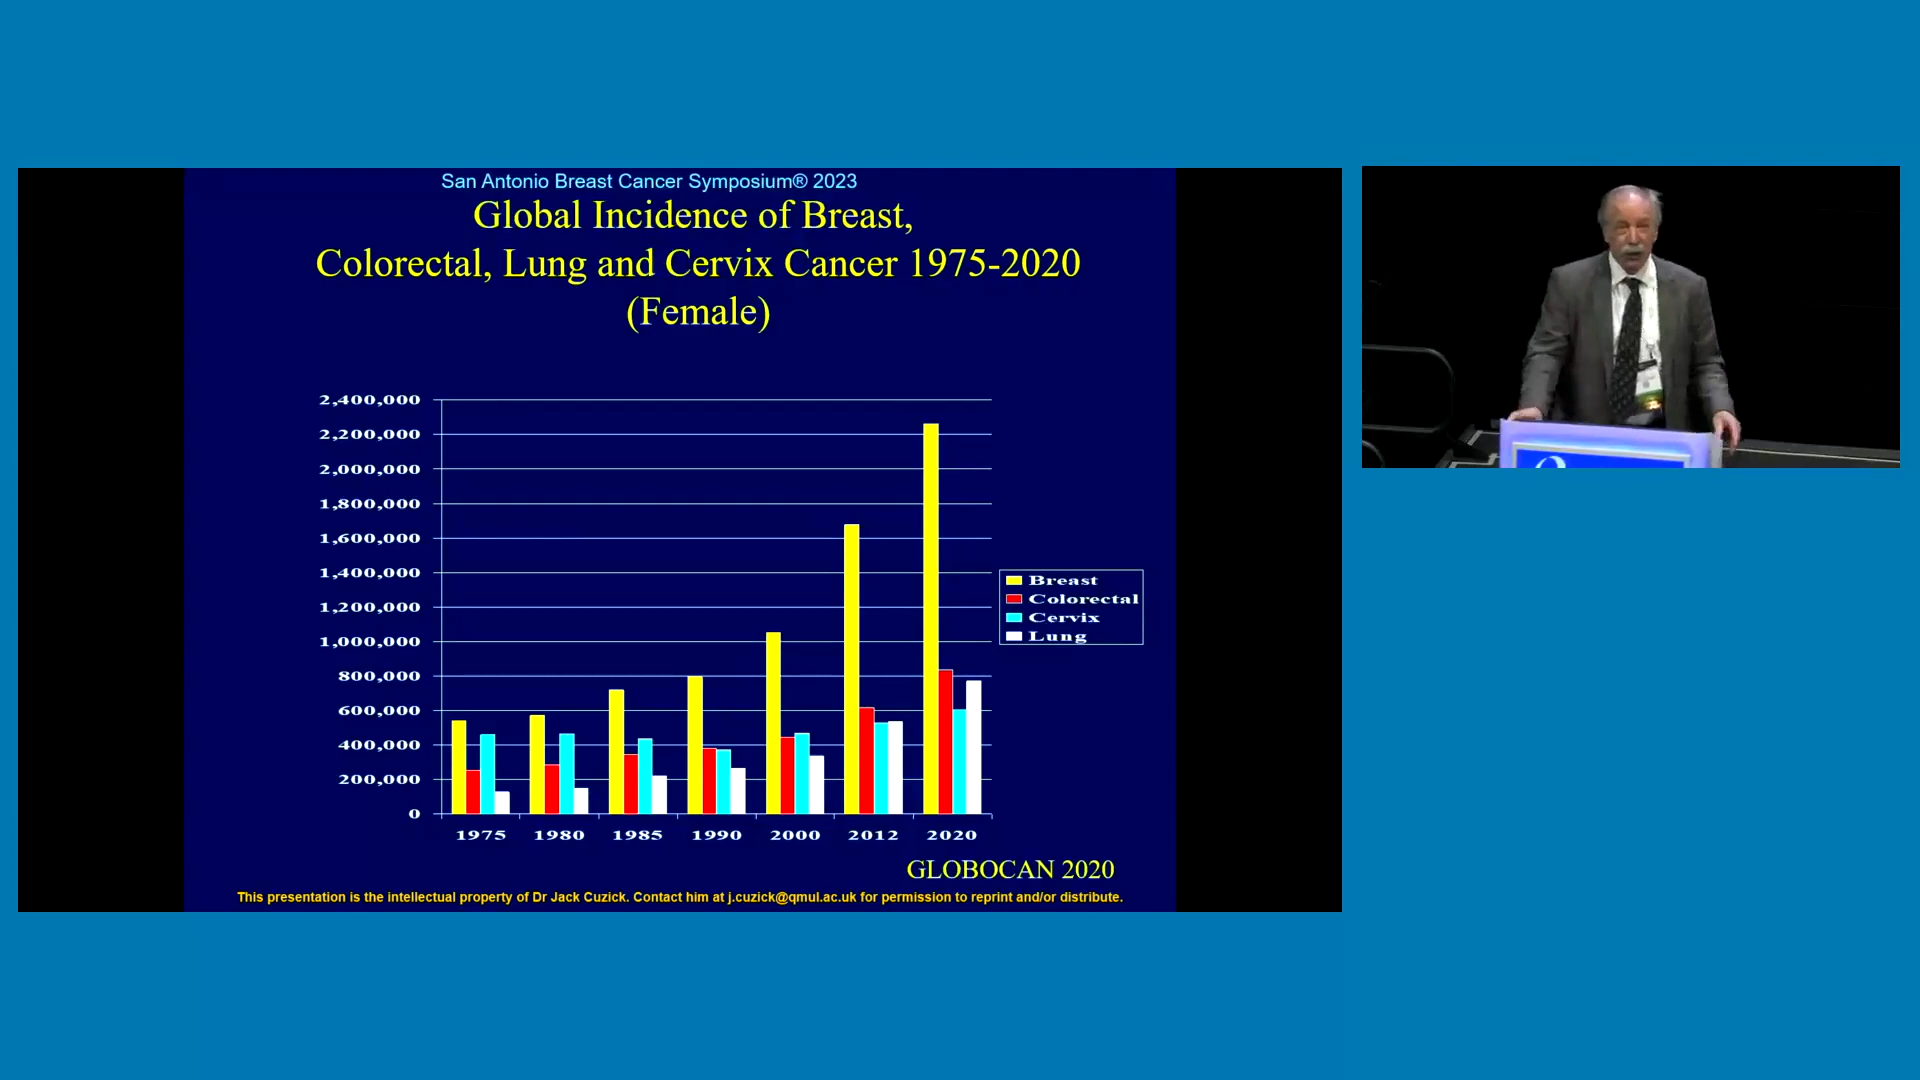 San Antonio Breast Cancer Symposium® 2023
Global Incidence of Breast,
Colorectal, Lung and Cervix Cancer 1975-2020
(Female)
2,400,000
2,200,000
2,000,000
1,800,000
1,600,000
1,400,000
1,200,000
1,000,000
800,000
600,000
400,000
200,000
0
1975 1980 1985 1990 2000 2012 2020
Breast
Colorectal
Cervix
Lung
GLOBOCAN 2020
This presentation is the intellectual property of Dr Jack Cuzick. Contact him at j.cuzick@qmul.ac.uk for permission to reprint and/or distribute.